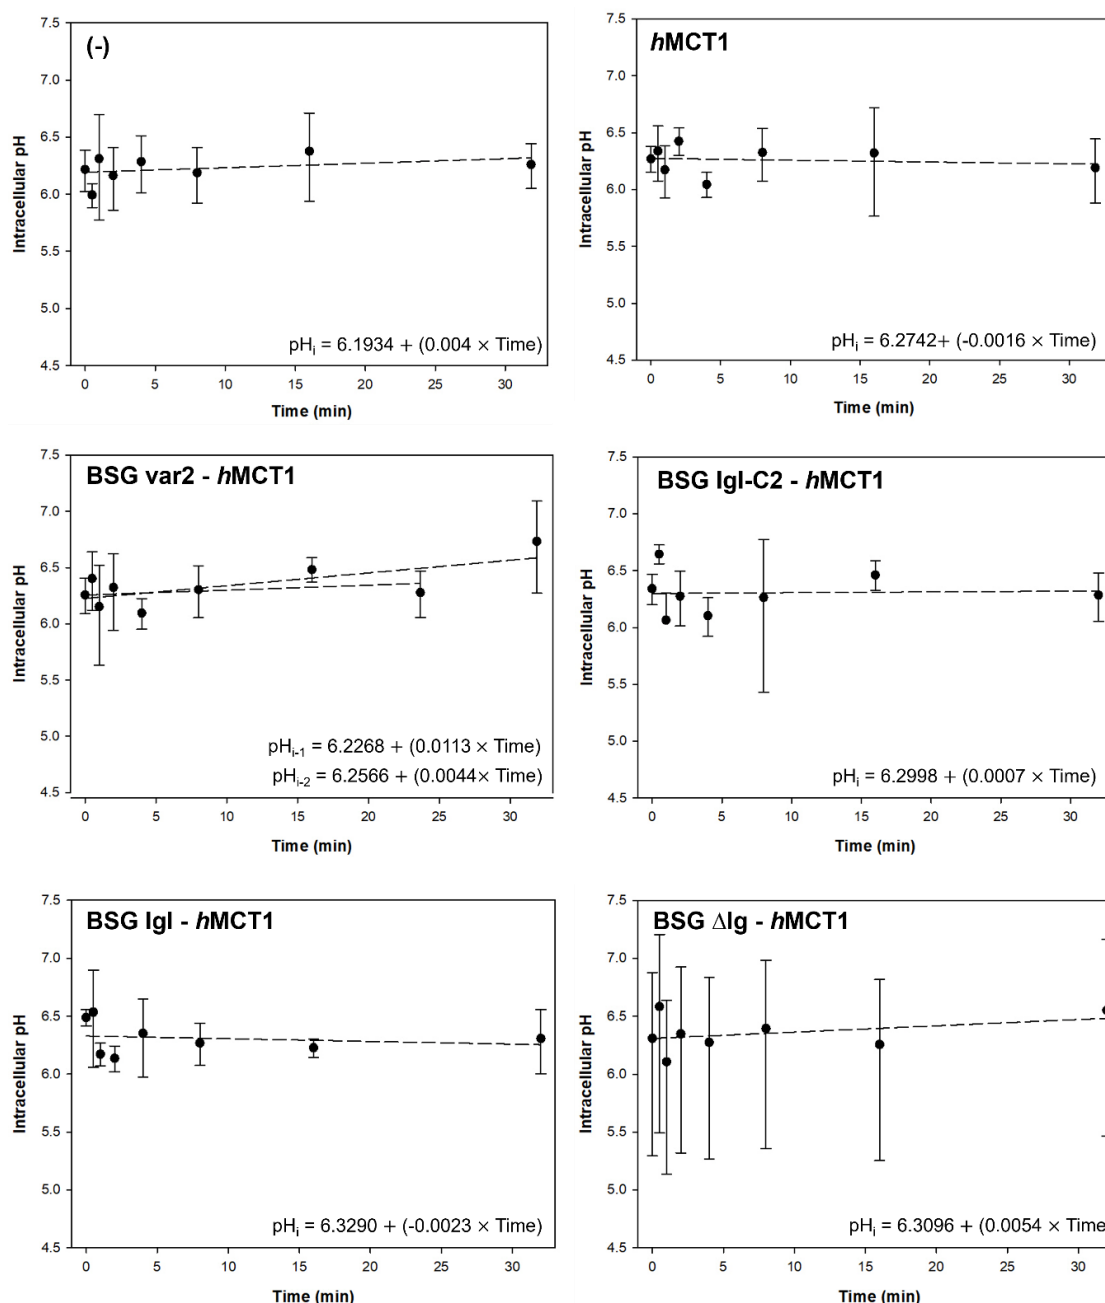 (-)
7.5
7.0
6.5
6.0
5.5
5.0
4.5
Intracellular pH
pHi = 6.1934 + (0.004 × Time)
0 5 10 15 20 25 30
Time (min)
hMCT1
7.5
7.0
6.5
6.0
5.5
5.0
4.5
Intracellular pH
pHi = 6.2742+ (-0.0016 × Time)
0 5 10 15 20 25 30
Time (min)
BSG var2 - hMCT1
7.5
7.0
6.5
6.0
5.5
5.0
4.5
Intracellular pH
pHi-1 = 6.2268 + (0.0113 × Time)
pHi-2 = 6.2566 + (0.0044× Time)
0 5 10 15 20 25 30
Time (min)
BSG IgI-C2 - hMCT1
7.5
7.0
6.5
6.0
5.5
5.0
4.5
Intracellular pH
pHi = 6.2998 + (0.0007 × Time)
0 5 10 15 20 25 30
Time (min)
BSG IgI - hMCT1
7.5
7.0
6.5
6.0
5.5
5.0
4.5
Intracellular pH
pHi = 6.3290 + (-0.0023 × Time)
0 5 10 15 20 25 30
Time (min)
BSG ΔIg - hMCT1
7.5
7.0
6.5
6.0
5.5
5.0
4.5
Intracellular pH
pHi = 6.3096 + (0.0054 × Time
0 5 10 15 20 25 30
Time (min)